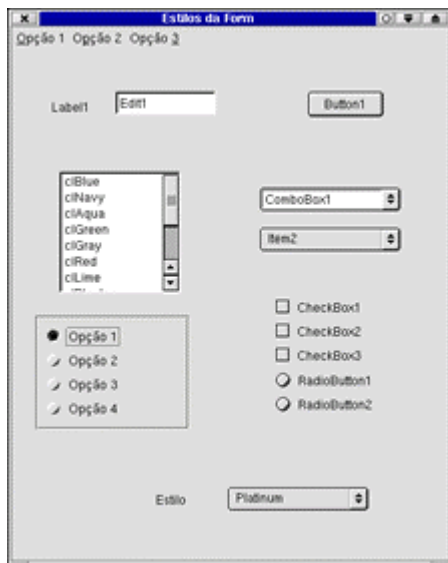 Estilos da Form
Opção 1 Opção 2 Opção 3
Label1 Edit1 Button1
clBlue
clNavy
clAqua
clGreen
clGray
clRed
clLime
ComboBox1
Item2
Opção 1
Opção 2
Opção 3
Opção 4
CheckBox1
CheckBox2
CheckBox3
RadioButton1
RadioButton2
Estilo Platinum